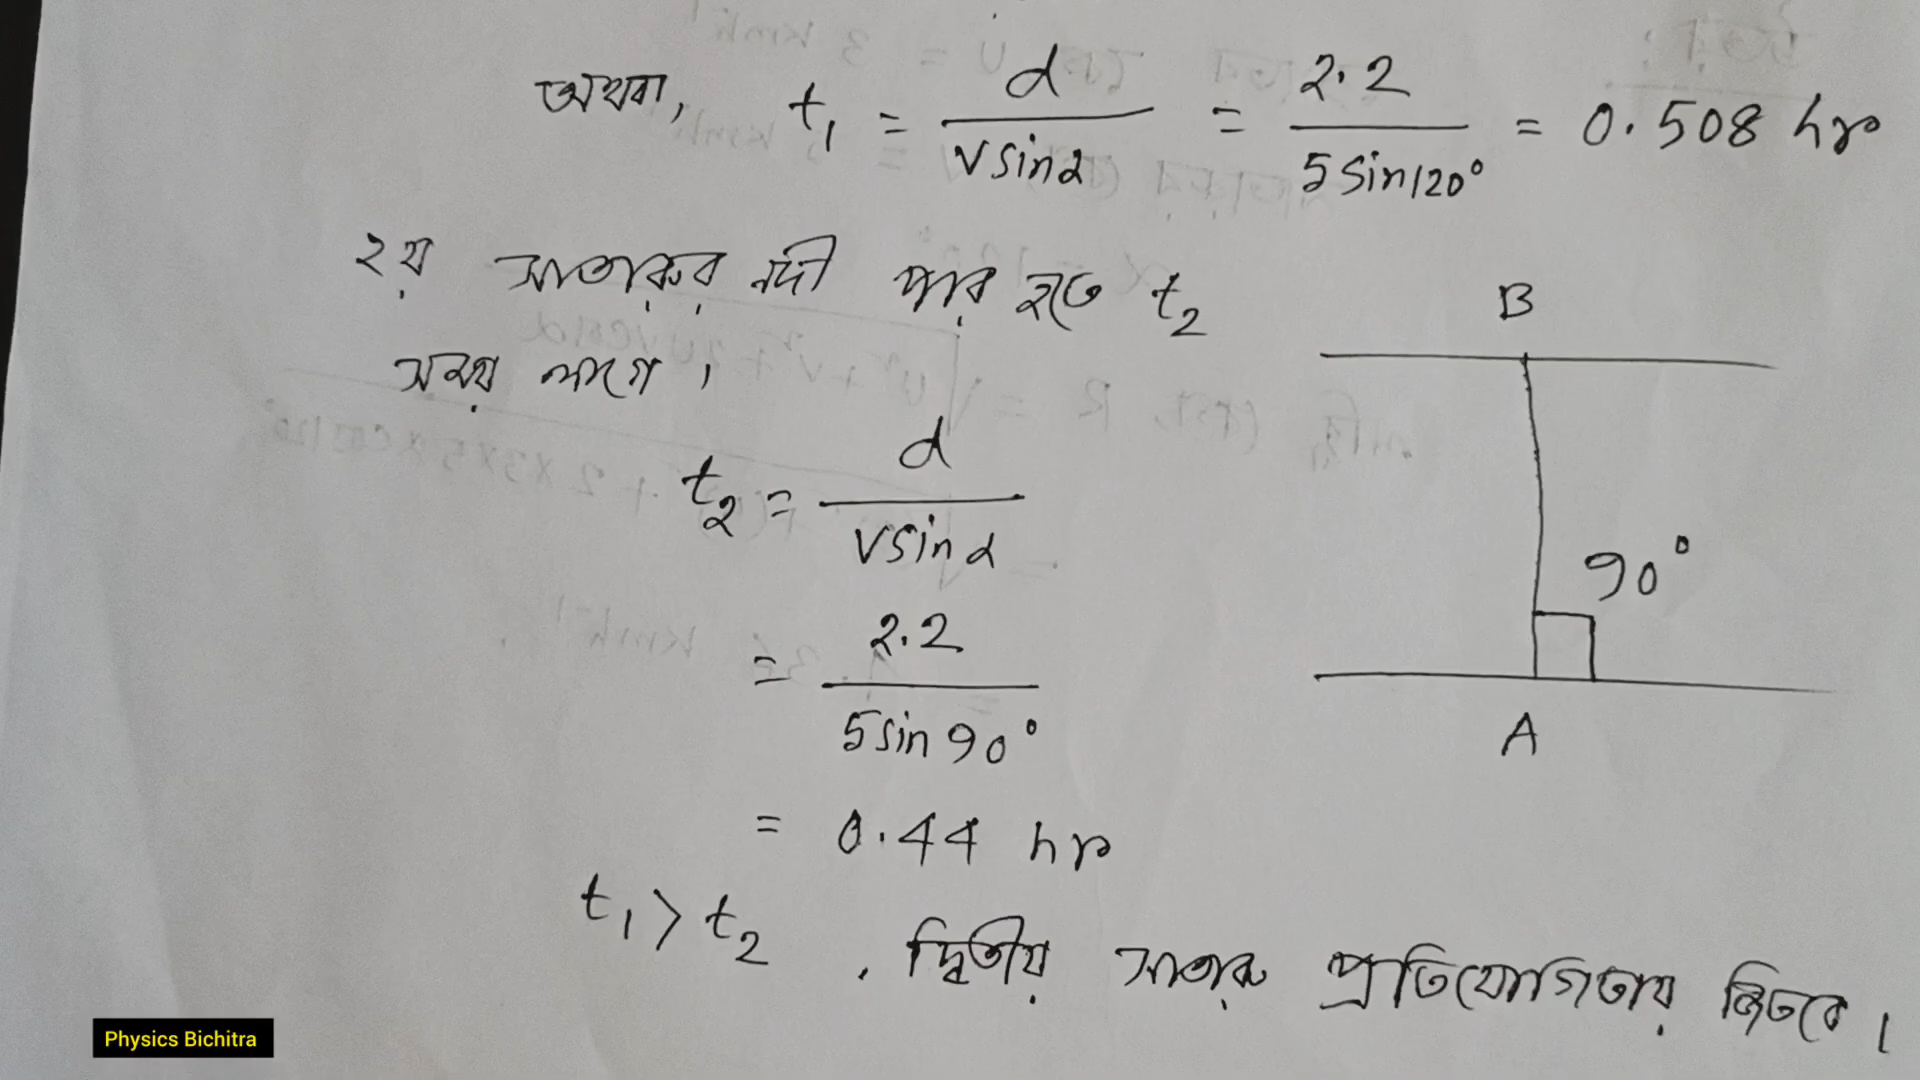 অথবা, t₁ = d / v sinα = 2.2 / 5 sin120° = 0.508 hr
২য় সাতারুর নদী পার হতে t₂
সময় লাগে,
t₂ = d / v sinα
= 2.2 / 5 sin 90°
= 0.44 hr
B
90°
A
t₁ > t₂ , দ্বিতীয় সাতারু প্রতিযোগিতায় জিতবে।
Physics Bichitra